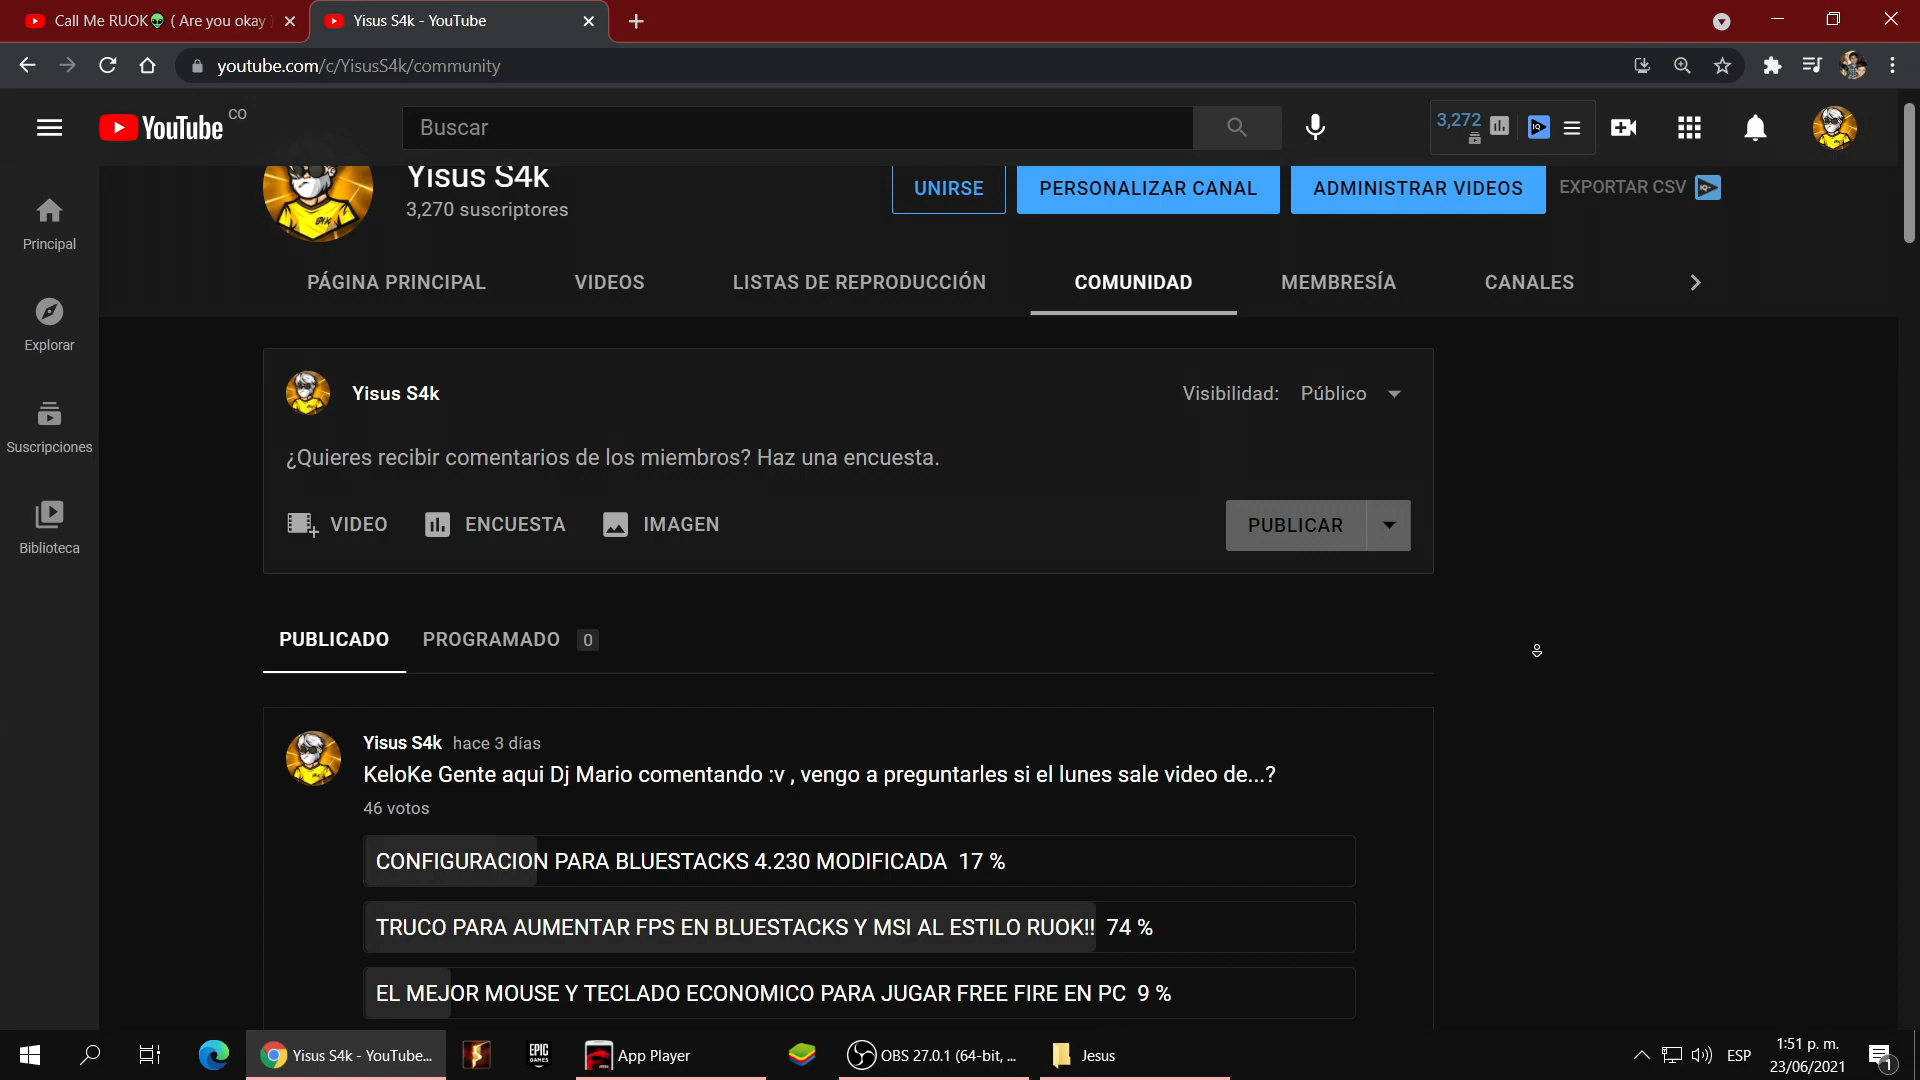 Call Me RUOK👽 ( Are you okay
Yisus S4k - YouTube
youtube.com/c/YisusS4k/community
YouTube CO
Buscar
3,272
Yisus S4k
3,270 suscriptores
UNIRSE
PERSONALIZAR CANAL
ADMINISTRAR VIDEOS
EXPORTAR CSV
Principal
Explorar
Suscripciones
Biblioteca
PÁGINA PRINCIPAL
VIDEOS
LISTAS DE REPRODUCCIÓN
COMUNIDAD
MEMBRESÍA
CANALES
Yisus S4k
Visibilidad: Público
¿Quieres recibir comentarios de los miembros? Haz una encuesta.
VIDEO
ENCUESTA
IMAGEN
PUBLICAR
PUBLICADO
PROGRAMADO 0
Yisus S4k hace 3 días
KeloKe Gente aqui Dj Mario comentando :v , vengo a preguntarles si el lunes sale video de...?
46 votos
CONFIGURACION PARA BLUESTACKS 4.230 MODIFICADA 17 %
TRUCO PARA AUMENTAR FPS EN BLUESTACKS Y MSI AL ESTILO RUOK!! 74 %
EL MEJOR MOUSE Y TECLADO ECONOMICO PARA JUGAR FREE FIRE EN PC 9 %
Yisus S4k - YouTube...
EPIC GAMES
App Player
OBS 27.0.1 (64-bit, ...
Jesus
ESP
1:51 p. m.
23/06/2021
1